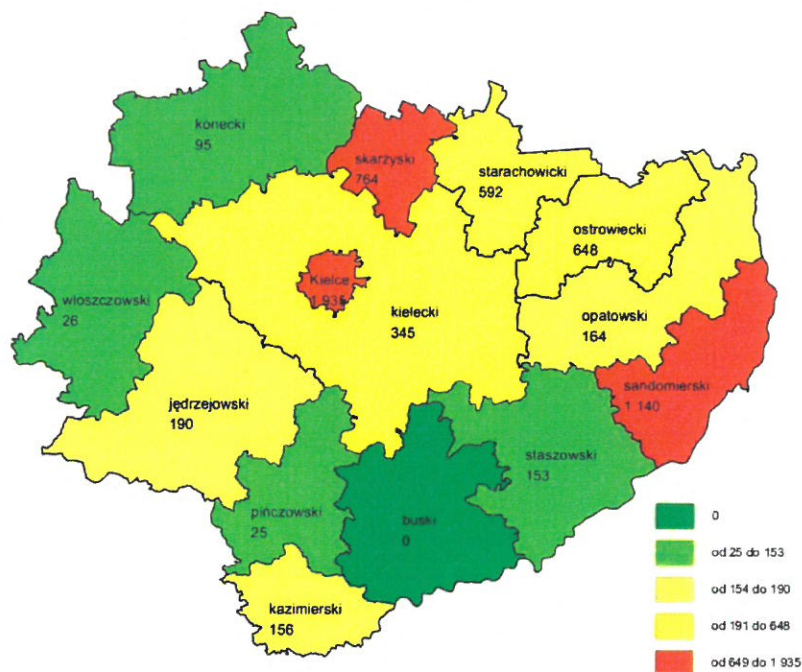 konecki
95
skarżyski
764
starachowicki
592
ostrowiecki
648
Kielce
1 935
włoszczowski
26
kielecki
345
opatowski
164
sandomierski
1 140
jędrzejowski
190
staszowski
153
pińczowski
25
buski
0
kazimierski
156
0
od 25 do 153
od 154 do 190
od 191 do 648
od 649 do 1 935